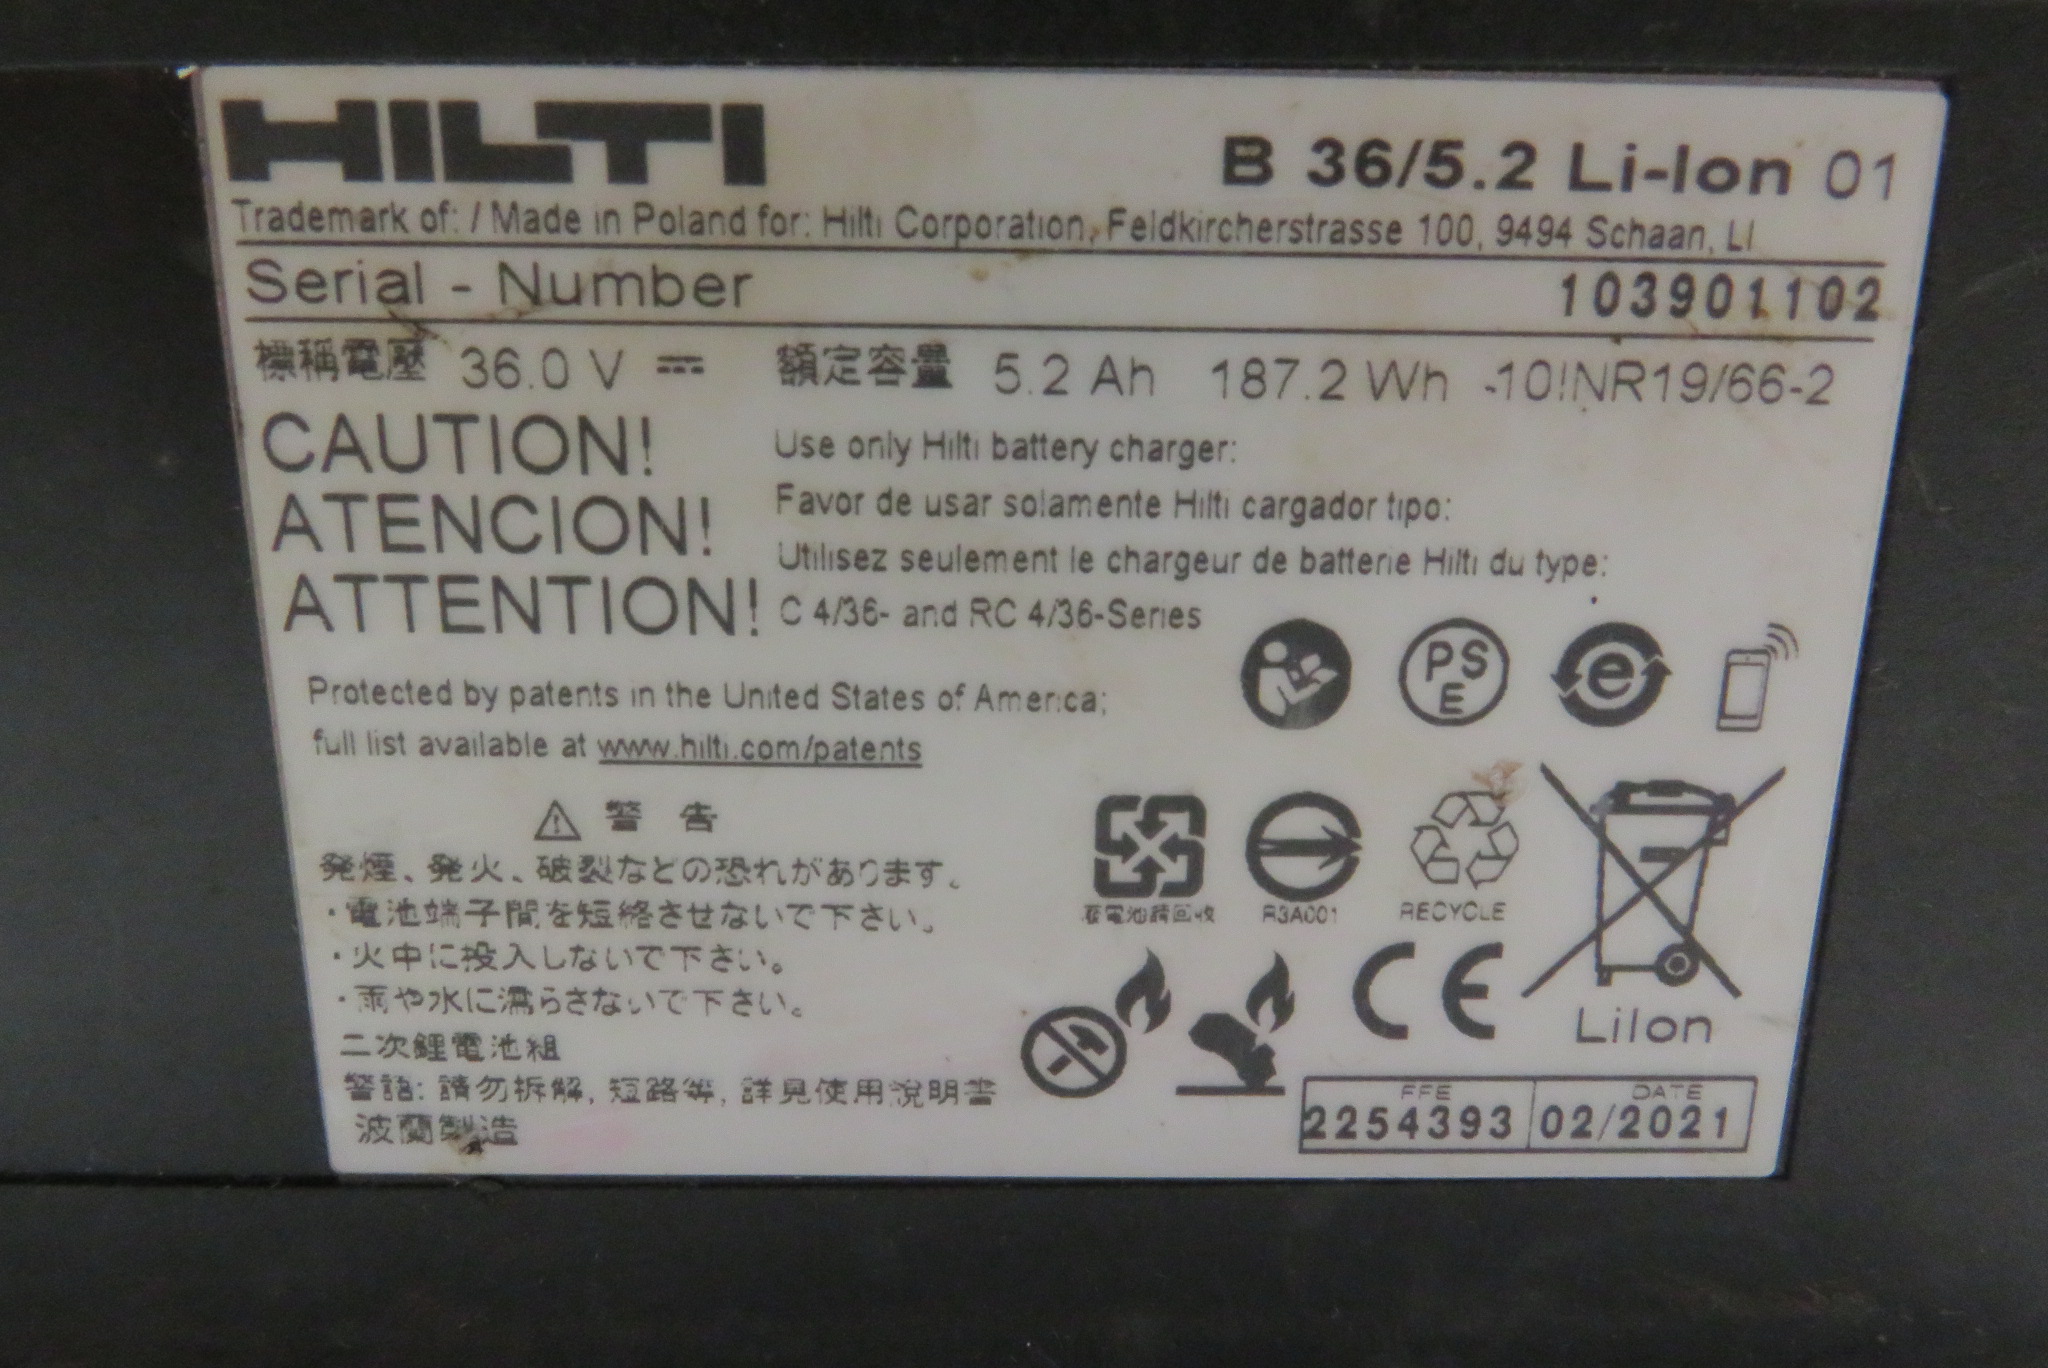 HILTI
B 36/5.2 Li-Ion 01
Trademark of: / Made in Poland for: Hilti Corporation, Feldkircherstrasse 100, 9494 Schaan, LI
Serial - Number 103901102
標稱電壓 36.0 V 額定容量 5.2 Ah 187.2 Wh -10INR19/66-2
CAUTION!
ATENCION!
ATTENTION!
Use only Hilti battery charger:
Favor de usar solamente Hilti cargador tipo:
Utilisez seulement le chargeur de batterie Hilti du type:
C 4/36- and RC 4/36-Series
Protected by patents in the United States of America;
full list available at www.hilti.com/patents
PS
E
e
警 告
発煙、発火、破裂などの恐れがあります。
・電池端子間を短絡させないで下さい。
・火中に投入しないで下さい。
・雨や水に濡らさないで下さい。
二次鋰電池組
警語: 請勿拆解, 短路等, 詳見使用說明書
波蘭製造
廢電池請回收
R3A001
RECYCLE
CE
LiIon
FFE DATE
2254393 02/2021